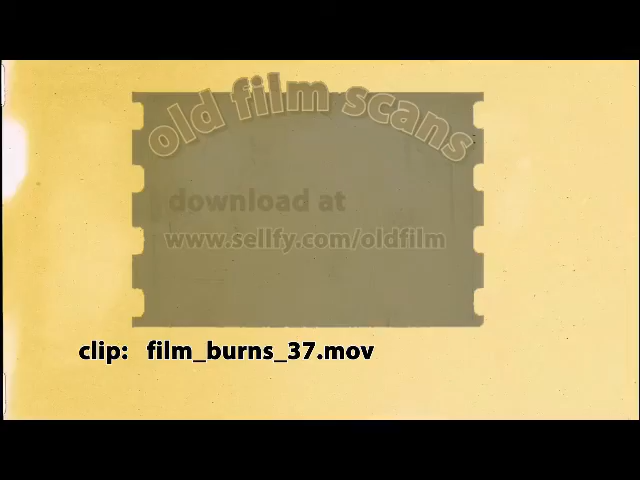 old film scans
download at
www.sellfy.com/oldfilm
clip: film_burns_37.mov